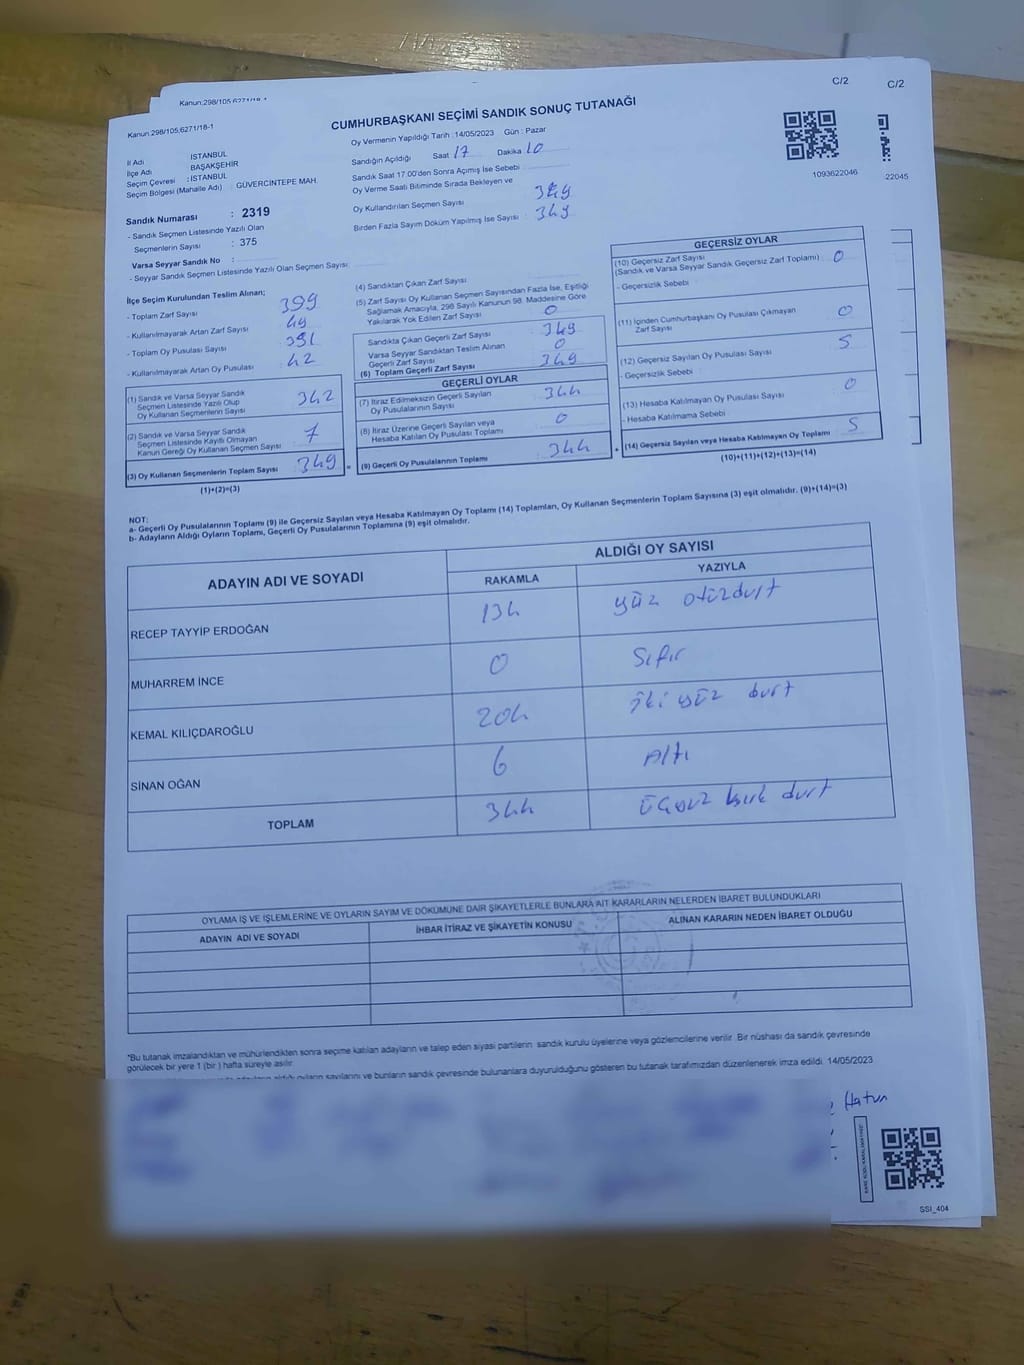 Kanun:298/105;6271/18-1
C/2
C/2
Kanun:298/105;6271/18-1
CUMHURBAŞKANI SEÇİMİ SANDIK SONUÇ TUTANAĞI
İl Adı : İSTANBUL
İlçe Adı : BAŞAKŞEHİR
Seçim Çevresi : İSTANBUL
Seçim Bölgesi (Mahalle Adı) : GÜVERCİNTEPE MAH.
Sandık Numarası : 2319
- Sandık Seçmen Listesinde Yazılı Olan
Seçmenlerin Sayısı : 375
Varsa Seyyar Sandık No :
- Seyyar Sandık Seçmen Listesinde Yazılı Olan Seçmen Sayısı:
Oy Vermenin Yapıldığı Tarih : 14/05/2023 Gün : Pazar
Sandığın Açıldığı Saat 17 Dakika 10
Sandık Saat 17.00'den Sonra Açımış İse Sebebi :
Oy Verme Saati Bitiminde Sırada Bekleyen ve
Oy Kullandırılan Seçmen Sayısı : 349
Birden Fazla Sayım Döküm Yapılmış İse Sayısı : 349
1093622046
22045
İlçe Seçim Kurulundan Teslim Alınan;
- Toplam Zarf Sayısı : 399
- Kullanılmayarak Artan Zarf Sayısı : 49
- Toplam Oy Pusulası Sayısı : 391
- Kullanılmayarak Artan Oy Pusulası : 42
(1) Sandık ve Varsa Seyyar Sandık
Seçmen Listesinde Yazılı Olup
Oy Kullanan Seçmenlerin Sayısı : 342
(2) Sandık ve Varsa Seyyar Sandık
Seçmen Listesinde Kayıtlı Olmayan
Kanun Gereği Oy Kullanan Seçmen Sayısı : 7
(3) Oy Kullanan Seçmenlerin Toplam Sayısı : 349
(1)+(2)=(3)
(4) Sandıktan Çıkan Zarf Sayısı :
(5) Zarf Sayısı Oy Kullanan Seçmen Sayısından Fazla İse, Eşitliği
Sağlamak Amacıyla, 298 Sayılı Kanunun 98. Maddesine Göre
Yakılarak Yok Edilen Zarf Sayısı : 0
Sandıkta Çıkan Geçerli Zarf Sayısı : 349
Varsa Seyyar Sandıktan Teslim Alınan
Geçerli Zarf Sayısı : 0
(6) Toplam Geçerli Zarf Sayısı : 349
GEÇERLİ OYLAR
(7) İtiraz Edilmeksizin Geçerli Sayılan
Oy Pusulalarının Sayısı : 344
(8) İtiraz Üzerine Geçerli Sayılan veya
Hesaba Katılan Oy Pusulası Toplamı : 0
= (9) Geçerli Oy Pusulalarının Toplamı : 344
GEÇERSİZ OYLAR
(10) Geçersiz Zarf Sayısı
(Sandık ve Varsa Seyyar Sandık Geçersiz Zarf Toplamı) : 0
- Geçersizlik Sebebi :
(11) İçinden Cumhurbaşkanı Oy Pusulası Çıkmayan
Zarf Sayısı : 0
(12) Geçersiz Sayılan Oy Pusulası Sayısı : 5
- Geçersizlik Sebebi :
(13) Hesaba Katılmayan Oy Pusulası Sayısı : 0
- Hesaba Katılmama Sebebi :
+ (14) Geçersiz Sayılan veya Hesaba Katılmayan Oy Toplamı : 5
(10)+(11)+(12)+(13)=(14)
NOT:
a- Geçerli Oy Pusulalarının Toplamı (9) ile Geçersiz Sayılan veya Hesaba Katılmayan Oy Toplamı (14) Toplamları, Oy Kullanan Seçmenlerin Toplam Sayısına (3) eşit olmalıdır. (9)+(14)=(3)
b- Adayların Aldığı Oyların Toplamı, Geçerli Oy Pusulalarının Toplamına (9) eşit olmalıdır.
ADAYIN ADI VE SOYADI
ALDIĞI OY SAYISI
RAKAMLA YAZIYLA
RECEP TAYYİP ERDOĞAN 134 yüz otüzdurt
MUHARREM İNCE 0 Sıfır
KEMAL KILIÇDAROĞLU 204 iki yüz durt
SİNAN OĞAN 6 Altı
TOPLAM 344 üçyüz kırk durt
OYLAMA İŞ VE İŞLEMLERİNE VE OYLARIN SAYIM VE DÖKÜMÜNE DAİR ŞİKAYETLERLE BUNLARA AİT KARARLARIN NELERDEN İBARET BULUNDUKLARI
ADAYIN ADI VE SOYADI İHBAR İTİRAZ VE ŞİKAYETİN KONUSU ALINAN KARARIN NEDEN İBARET OLDUĞU
*Bu tutanak imzalandıktan ve mühürlendikten sonra seçime katılan adayların ve talep eden siyasi partilerin sandık kurulu üyelerine veya gözlemcilerine verilir. Bir nüshası da sandık çevresinde
görülecek bir yere 1 (bir ) hafta süreyle asılır.
aldığı oyların sayılarını ve bunların sandık çevresinde bulunanlara duyurulduğunu gösteren bu tutanak tarafımızdan düzenlenerek imza edildi. 14/05/2023
Hatun
SSI_404